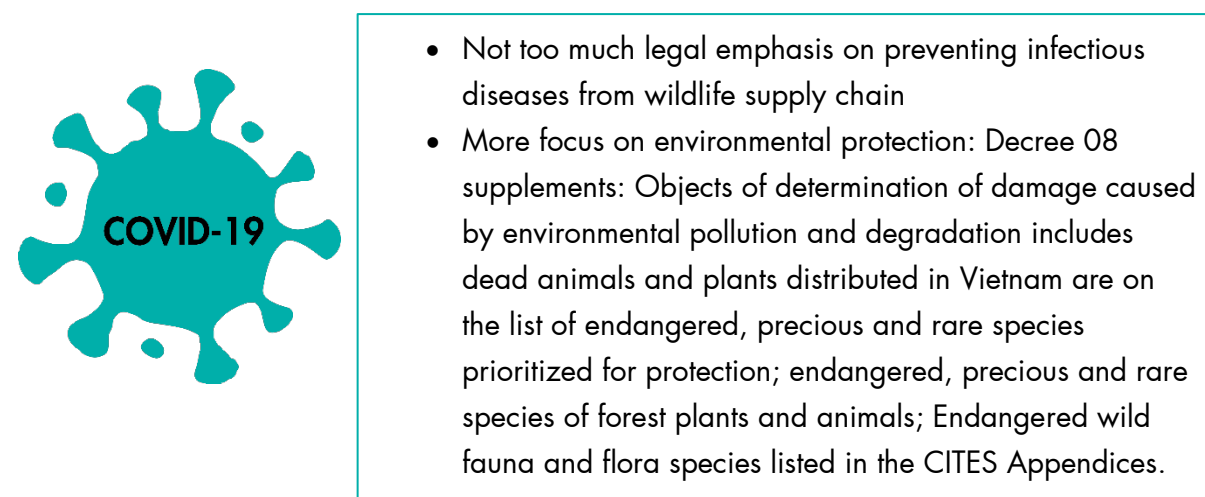 COVID-19
• Not too much legal emphasis on preventing infectious
diseases from wildlife supply chain
• More focus on environmental protection: Decree 08
supplements: Objects of determination of damage caused
by environmental pollution and degradation includes
dead animals and plants distributed in Vietnam are on
the list of endangered, precious and rare species
prioritized for protection; endangered, precious and rare
species of forest plants and animals; Endangered wild
fauna and flora species listed in the CITES Appendices.